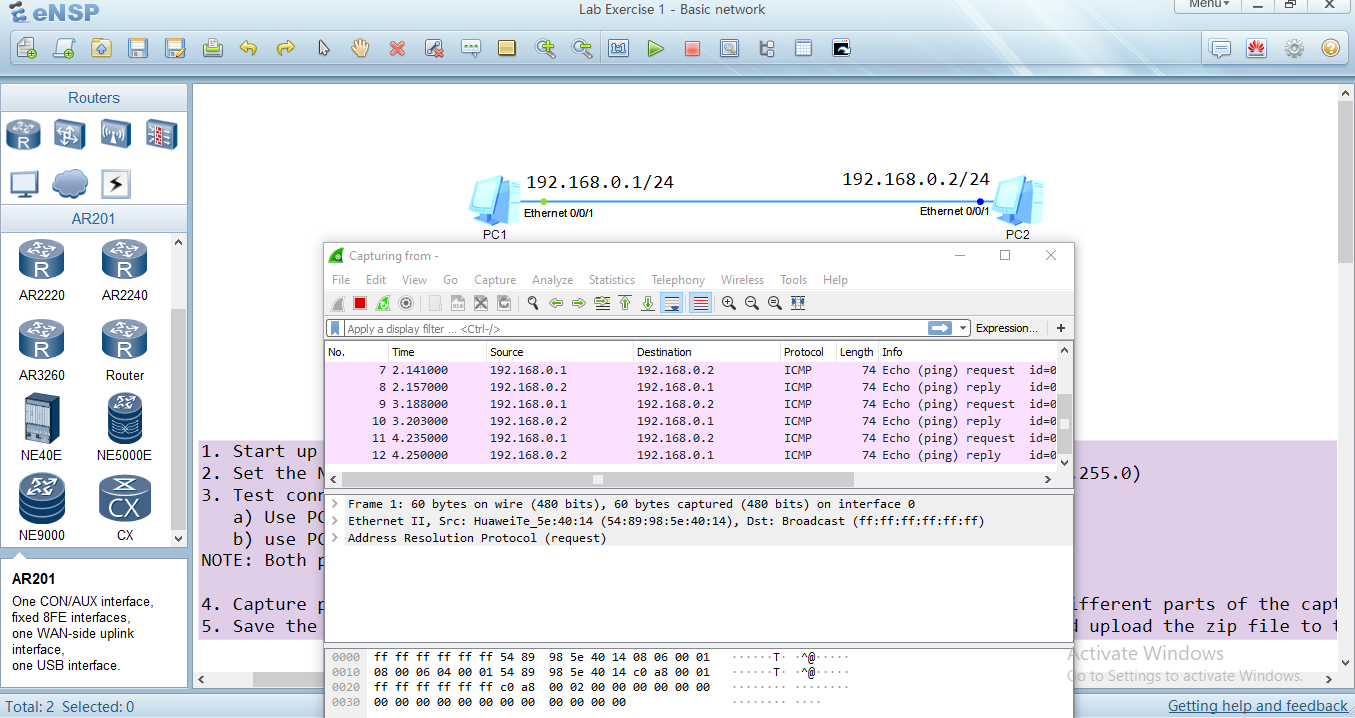 eNSP
Lab Exercise 1 - Basic network
Menu
Routers
AR201
AR2220
AR2240
AR3260
Router
NE40E
NE5000E
NE9000
CX
AR201
One CON/AUX interface,
fixed 8FE interfaces,
one WAN-side uplink
interface,
one USB interface.
192.168.0.1/24
192.168.0.2/24
Ethernet 0/0/1
Ethernet 0/0/1
PC1
PC2
Capturing from -
File Edit View Go Capture Analyze Statistics Telephony Wireless Tools Help
Apply a display filter ... <Ctrl-/> Expression... +
No. Time Source Destination Protocol Length Info
7 2.141000 192.168.0.1 192.168.0.2 ICMP 74 Echo (ping) request id=0
8 2.157000 192.168.0.2 192.168.0.1 ICMP 74 Echo (ping) reply id=0
9 3.188000 192.168.0.1 192.168.0.2 ICMP 74 Echo (ping) request id=0
10 3.203000 192.168.0.2 192.168.0.1 ICMP 74 Echo (ping) reply id=0
11 4.235000 192.168.0.1 192.168.0.2 ICMP 74 Echo (ping) request id=0
12 4.250000 192.168.0.2 192.168.0.1 ICMP 74 Echo (ping) reply id=0
Frame 1: 60 bytes on wire (480 bits), 60 bytes captured (480 bits) on interface 0
Ethernet II, Src: HuaweiTe_5e:40:14 (54:89:98:5e:40:14), Dst: Broadcast (ff:ff:ff:ff:ff:ff)
Address Resolution Protocol (request)
0000 ff ff ff ff ff ff 54 89 98 5e 40 14 08 06 00 01 ······T· ·^@·····
0010 08 00 06 04 00 01 54 89 98 5e 40 14 c0 a8 00 01 ······T· ·^@·····
0020 ff ff ff ff ff ff c0 a8 00 02 00 00 00 00 00 00 ········ ········
0030 00 00 00 00 00 00 00 00 00 00 00 00 ········ ····
1. Start up
2. Set the N .255.0)
3. Test conn
a) Use PC
b) use PC
NOTE: Both p
4. Capture p ifferent parts of the capt
5. Save the d upload the zip file to t
Activate Windows
Go to Settings to activate Windows.
Total: 2 Selected: 0
Getting help and feedback